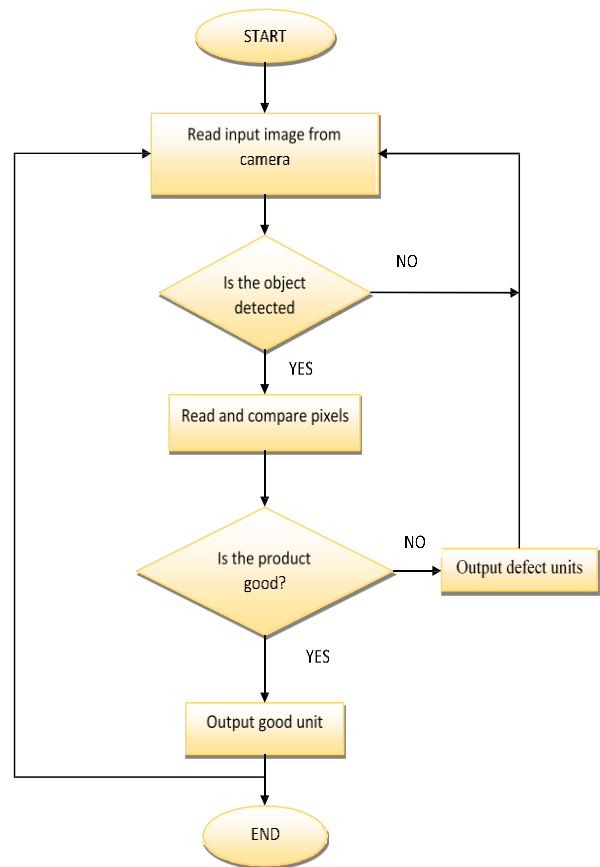 START
Read input image from
camera
NO
Is the object
detected
YES
Read and compare pixels
NO
Is the product
good?
Output defect units
YES
Output good unit
END